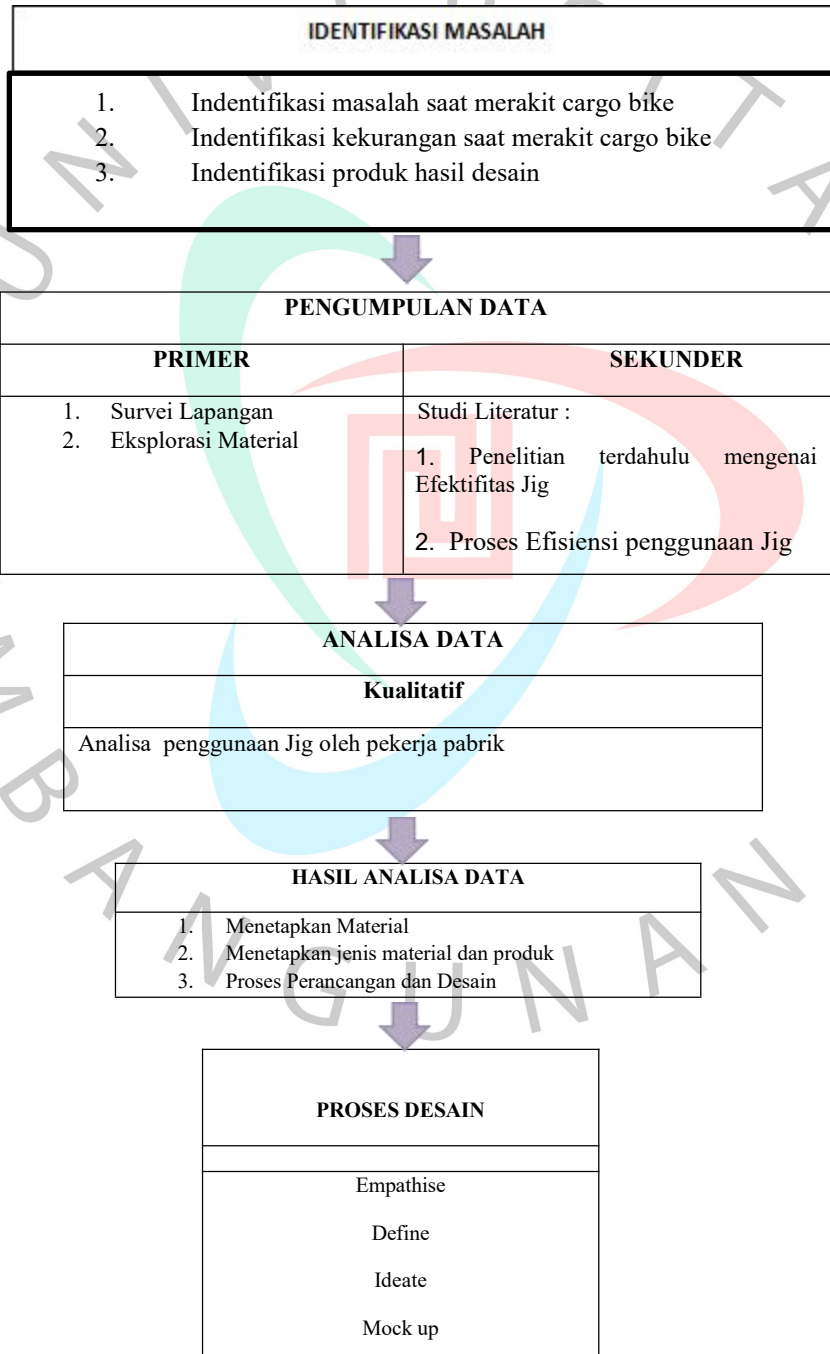 IDENTIFIKASI MASALAH
1. Indentifikasi masalah saat merakit cargo bike
2. Indentifikasi kekurangan saat merakit cargo bike
3. Indentifikasi produk hasil desain
PENGUMPULAN DATA
PRIMER
SEKUNDER
1. Survei Lapangan
2. Eksplorasi Material
Studi Literatur :
1. Penelitian terdahulu mengenai
Efektifitas Jig
2. Proses Efisiensi penggunaan Jig
ANALISA DATA
Kualitatif
Analisa penggunaan Jig oleh pekerja pabrik
HASIL ANALISA DATA
1. Menetapkan Material
2. Menetapkan jenis material dan produk
3. Proses Perancangan dan Desain
PROSES DESAIN
Empathise
Define
Ideate
Mock up